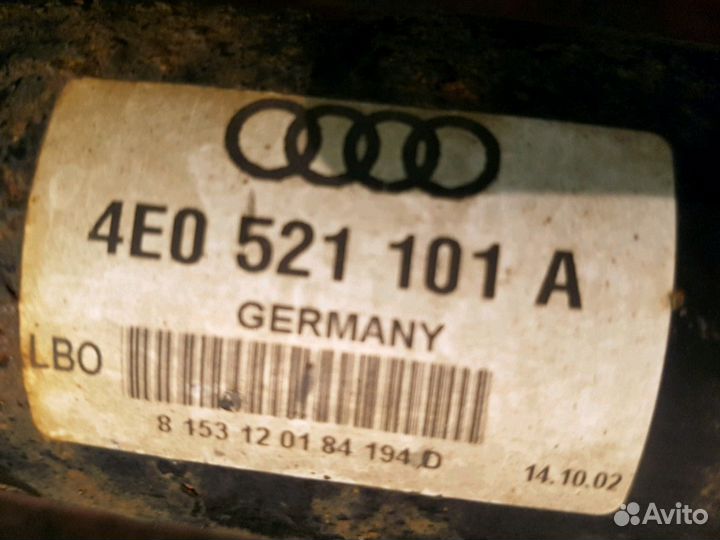 4E0 521 101 A
GERMANY
LBO
8 153 12 01 84 194 D
14.10.02
Avito